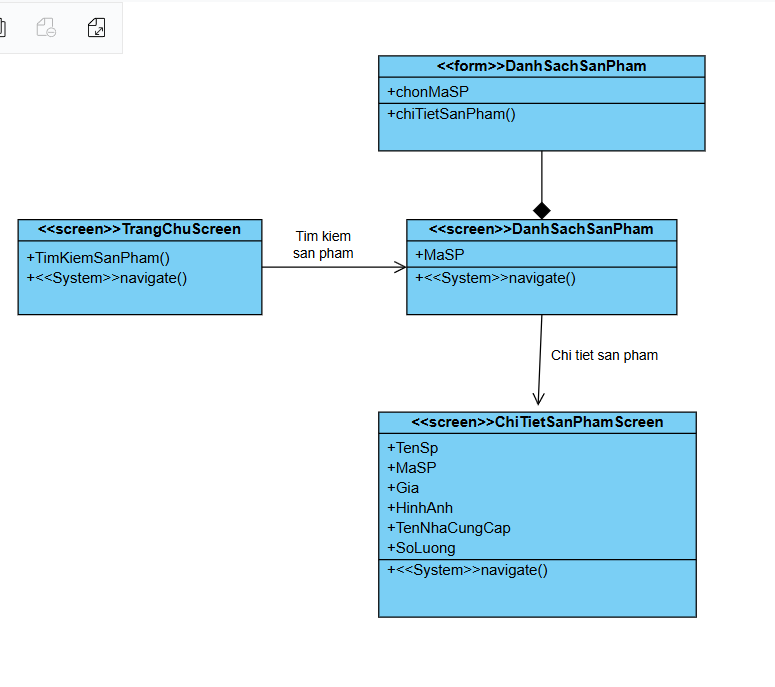 <<form>>DanhSachSanPham
+chonMaSP
+chiTietSanPham()
<<screen>>TrangChuScreen
+TimKiemSanPham()
+<<System>>navigate()
Tim kiem
san pham
<<screen>>DanhSachSanPham
+MaSP
+<<System>>navigate()
Chi tiet san pham
<<screen>>ChiTietSanPhamScreen
+TenSp
+MaSP
+Gia
+HinhAnh
+TenNhaCungCap
+SoLuong
+<<System>>navigate()